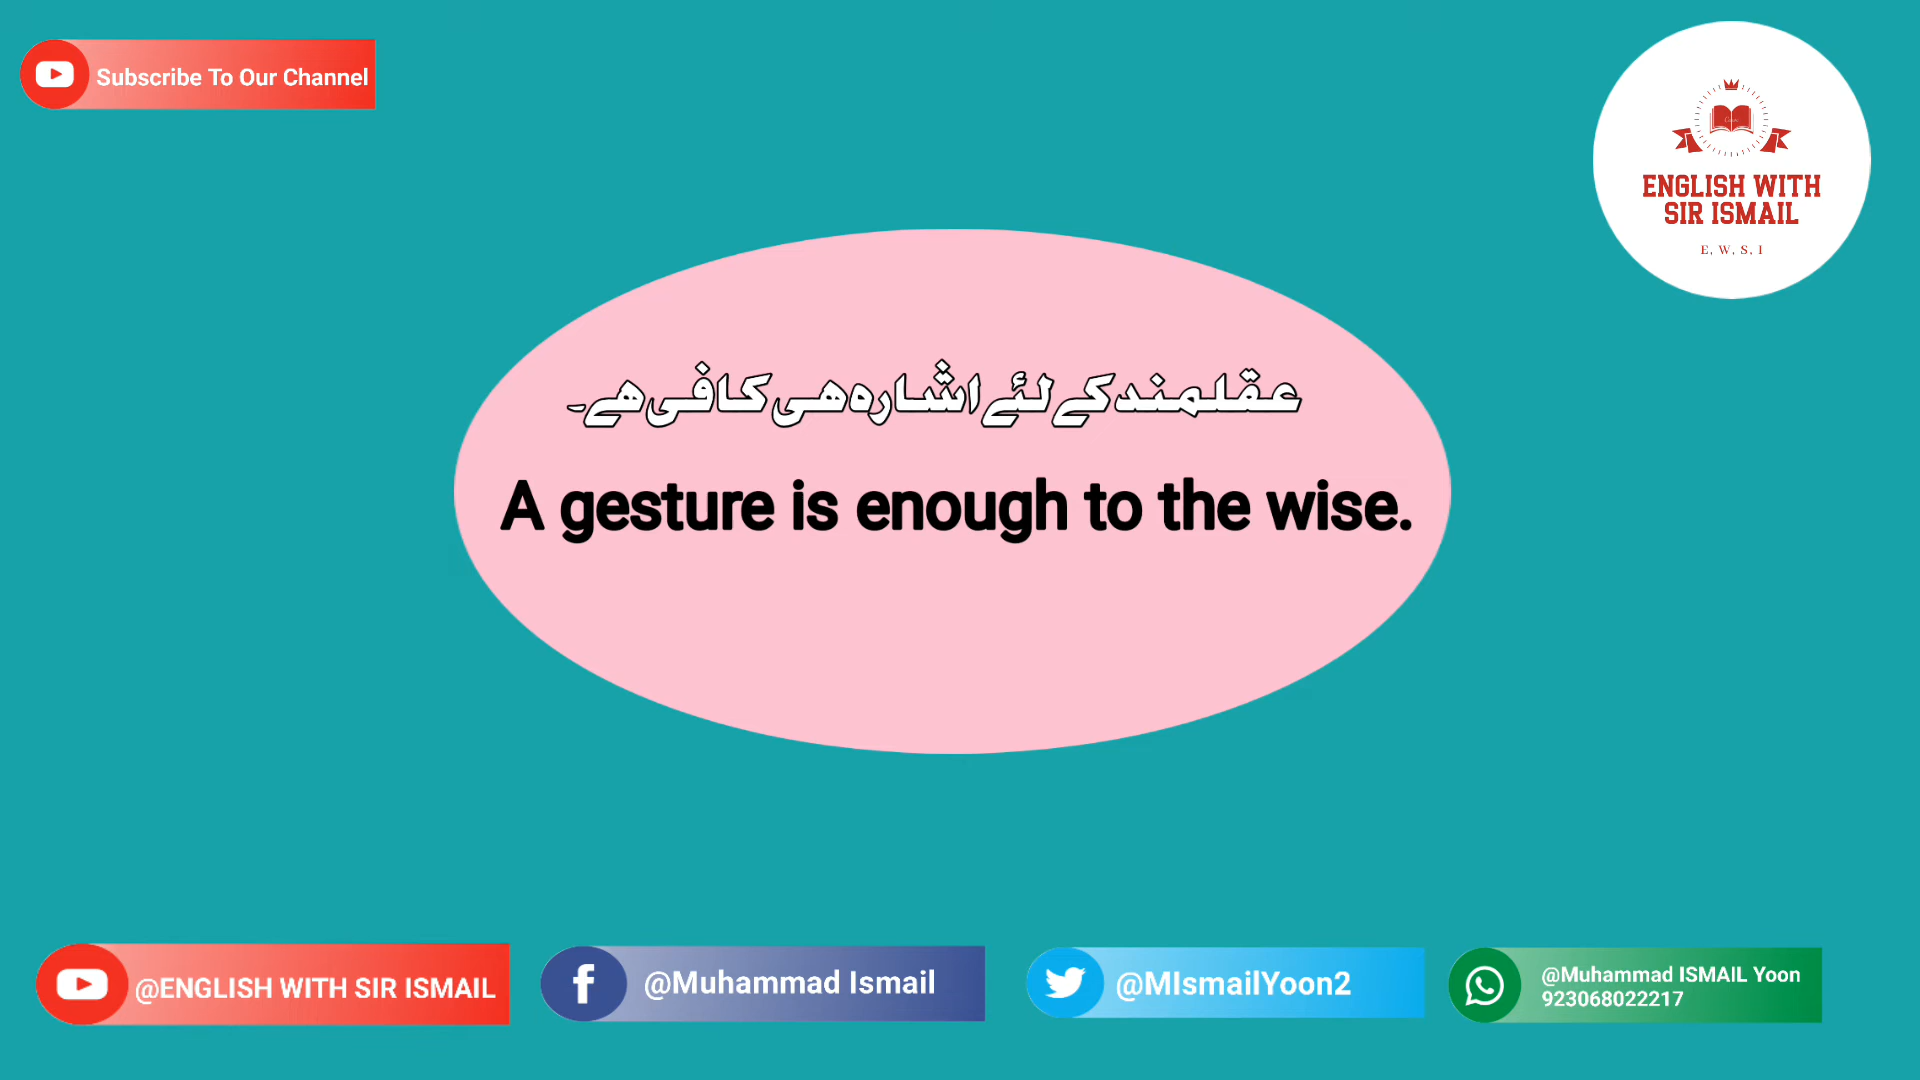 Subscribe To Our Channel
ENGLISH WITH
SIR ISMAIL
E, W, S, I
عقلمند کے لئے اشارہ ھی کافی ھے۔
A gesture is enough to the wise.
@ENGLISH WITH SIR ISMAIL
@Muhammad Ismail
@MIsmailYoon2
@Muhammad ISMAIL Yoon
923068022217